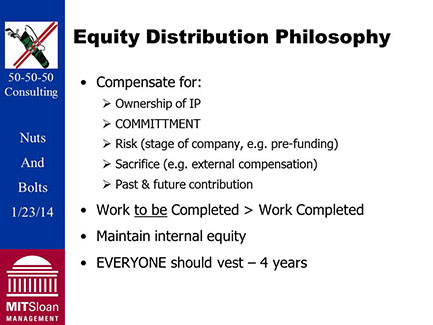 Equity Distribution Philosophy
50-50-50
Consulting
Nuts
And
Bolts
1/23/14
MITSloan
MANAGEMENT
• Compensate for:
➢ Ownership of IP
➢ COMMITTMENT
➢ Risk (stage of company, e.g. pre-funding)
➢ Sacrifice (e.g. external compensation)
➢ Past & future contribution
• Work to be Completed > Work Completed
• Maintain internal equity
• EVERYONE should vest – 4 years